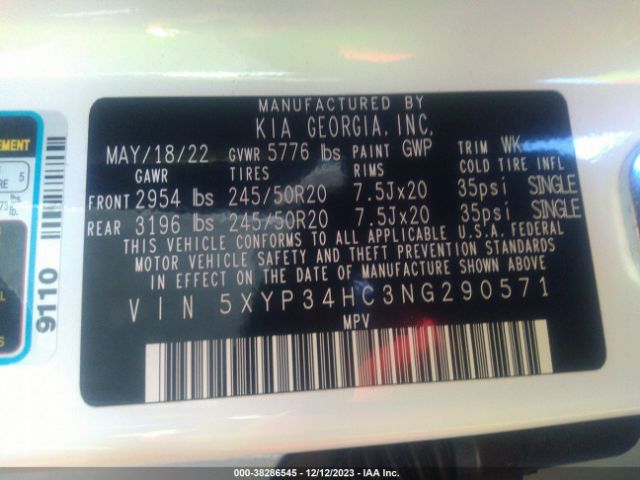 MANUFACTURED BY
KIA GEORGIA, INC.
MAY/18/22 GVWR 5776 lbs PAINT GWP TRIM WK
GAWR TIRES RIMS COLD TIRE INFL
FRONT 2954 lbs 245/50R20 7.5Jx20 35psi SINGLE
REAR 3196 lbs 245/50R20 7.5Jx20 35psi SINGLE
THIS VEHICLE CONFORMS TO ALL APPLICABLE U.S.A. FEDERAL
MOTOR VEHICLE SAFETY AND THEFT PREVENTION STANDARDS
IN EFFECT ON THE DATE OF MANUFACTURE SHOWN ABOVE
VIN 5XYP34HC3NG290571
MPV
EMENT
5
9110
000-38286545 - 12/12/2023 - IAA Inc.